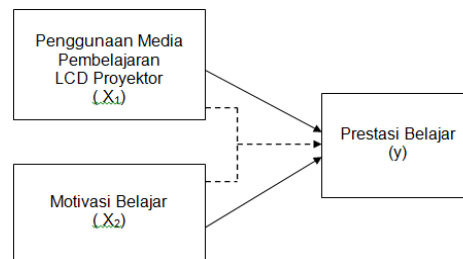 Penggunaan Media
Pembelajaran
LCD Proyektor
( X₁)
Prestasi Belajar
(y)
Motivasi Belajar
( X₂)